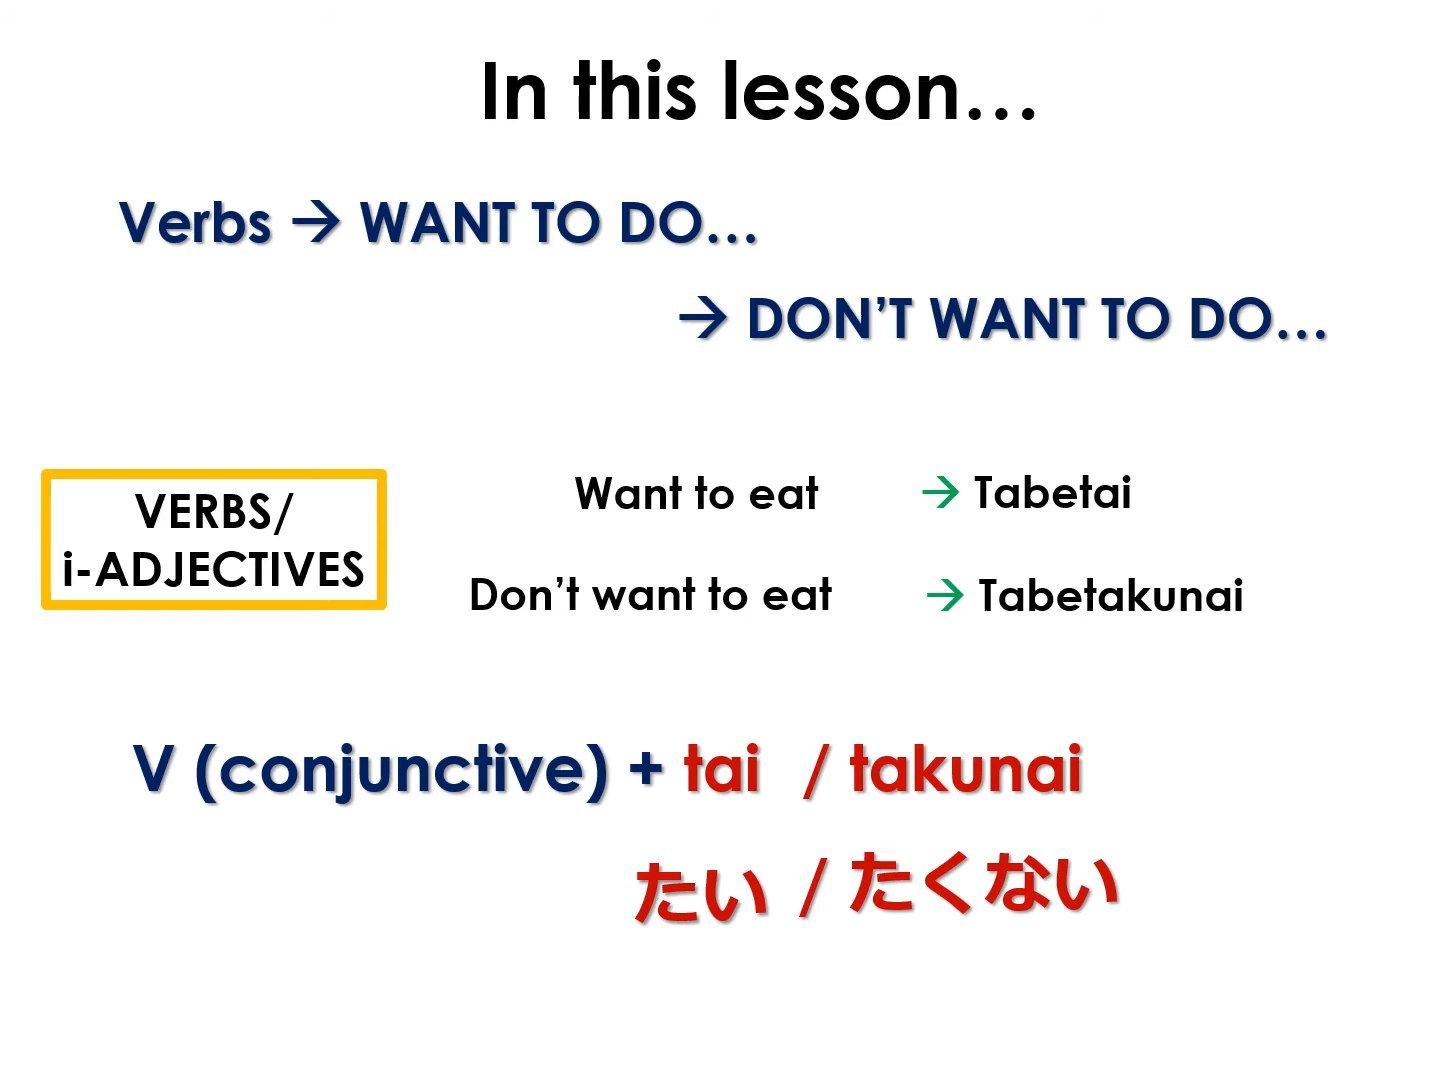 In this lesson…
Verbs → WANT TO DO…
→ DON’T WANT TO DO…
VERBS/
i-ADJECTIVES
Want to eat → Tabetai
Don’t want to eat → Tabetakunai
V (conjunctive) + tai / takunai
たい / たくない